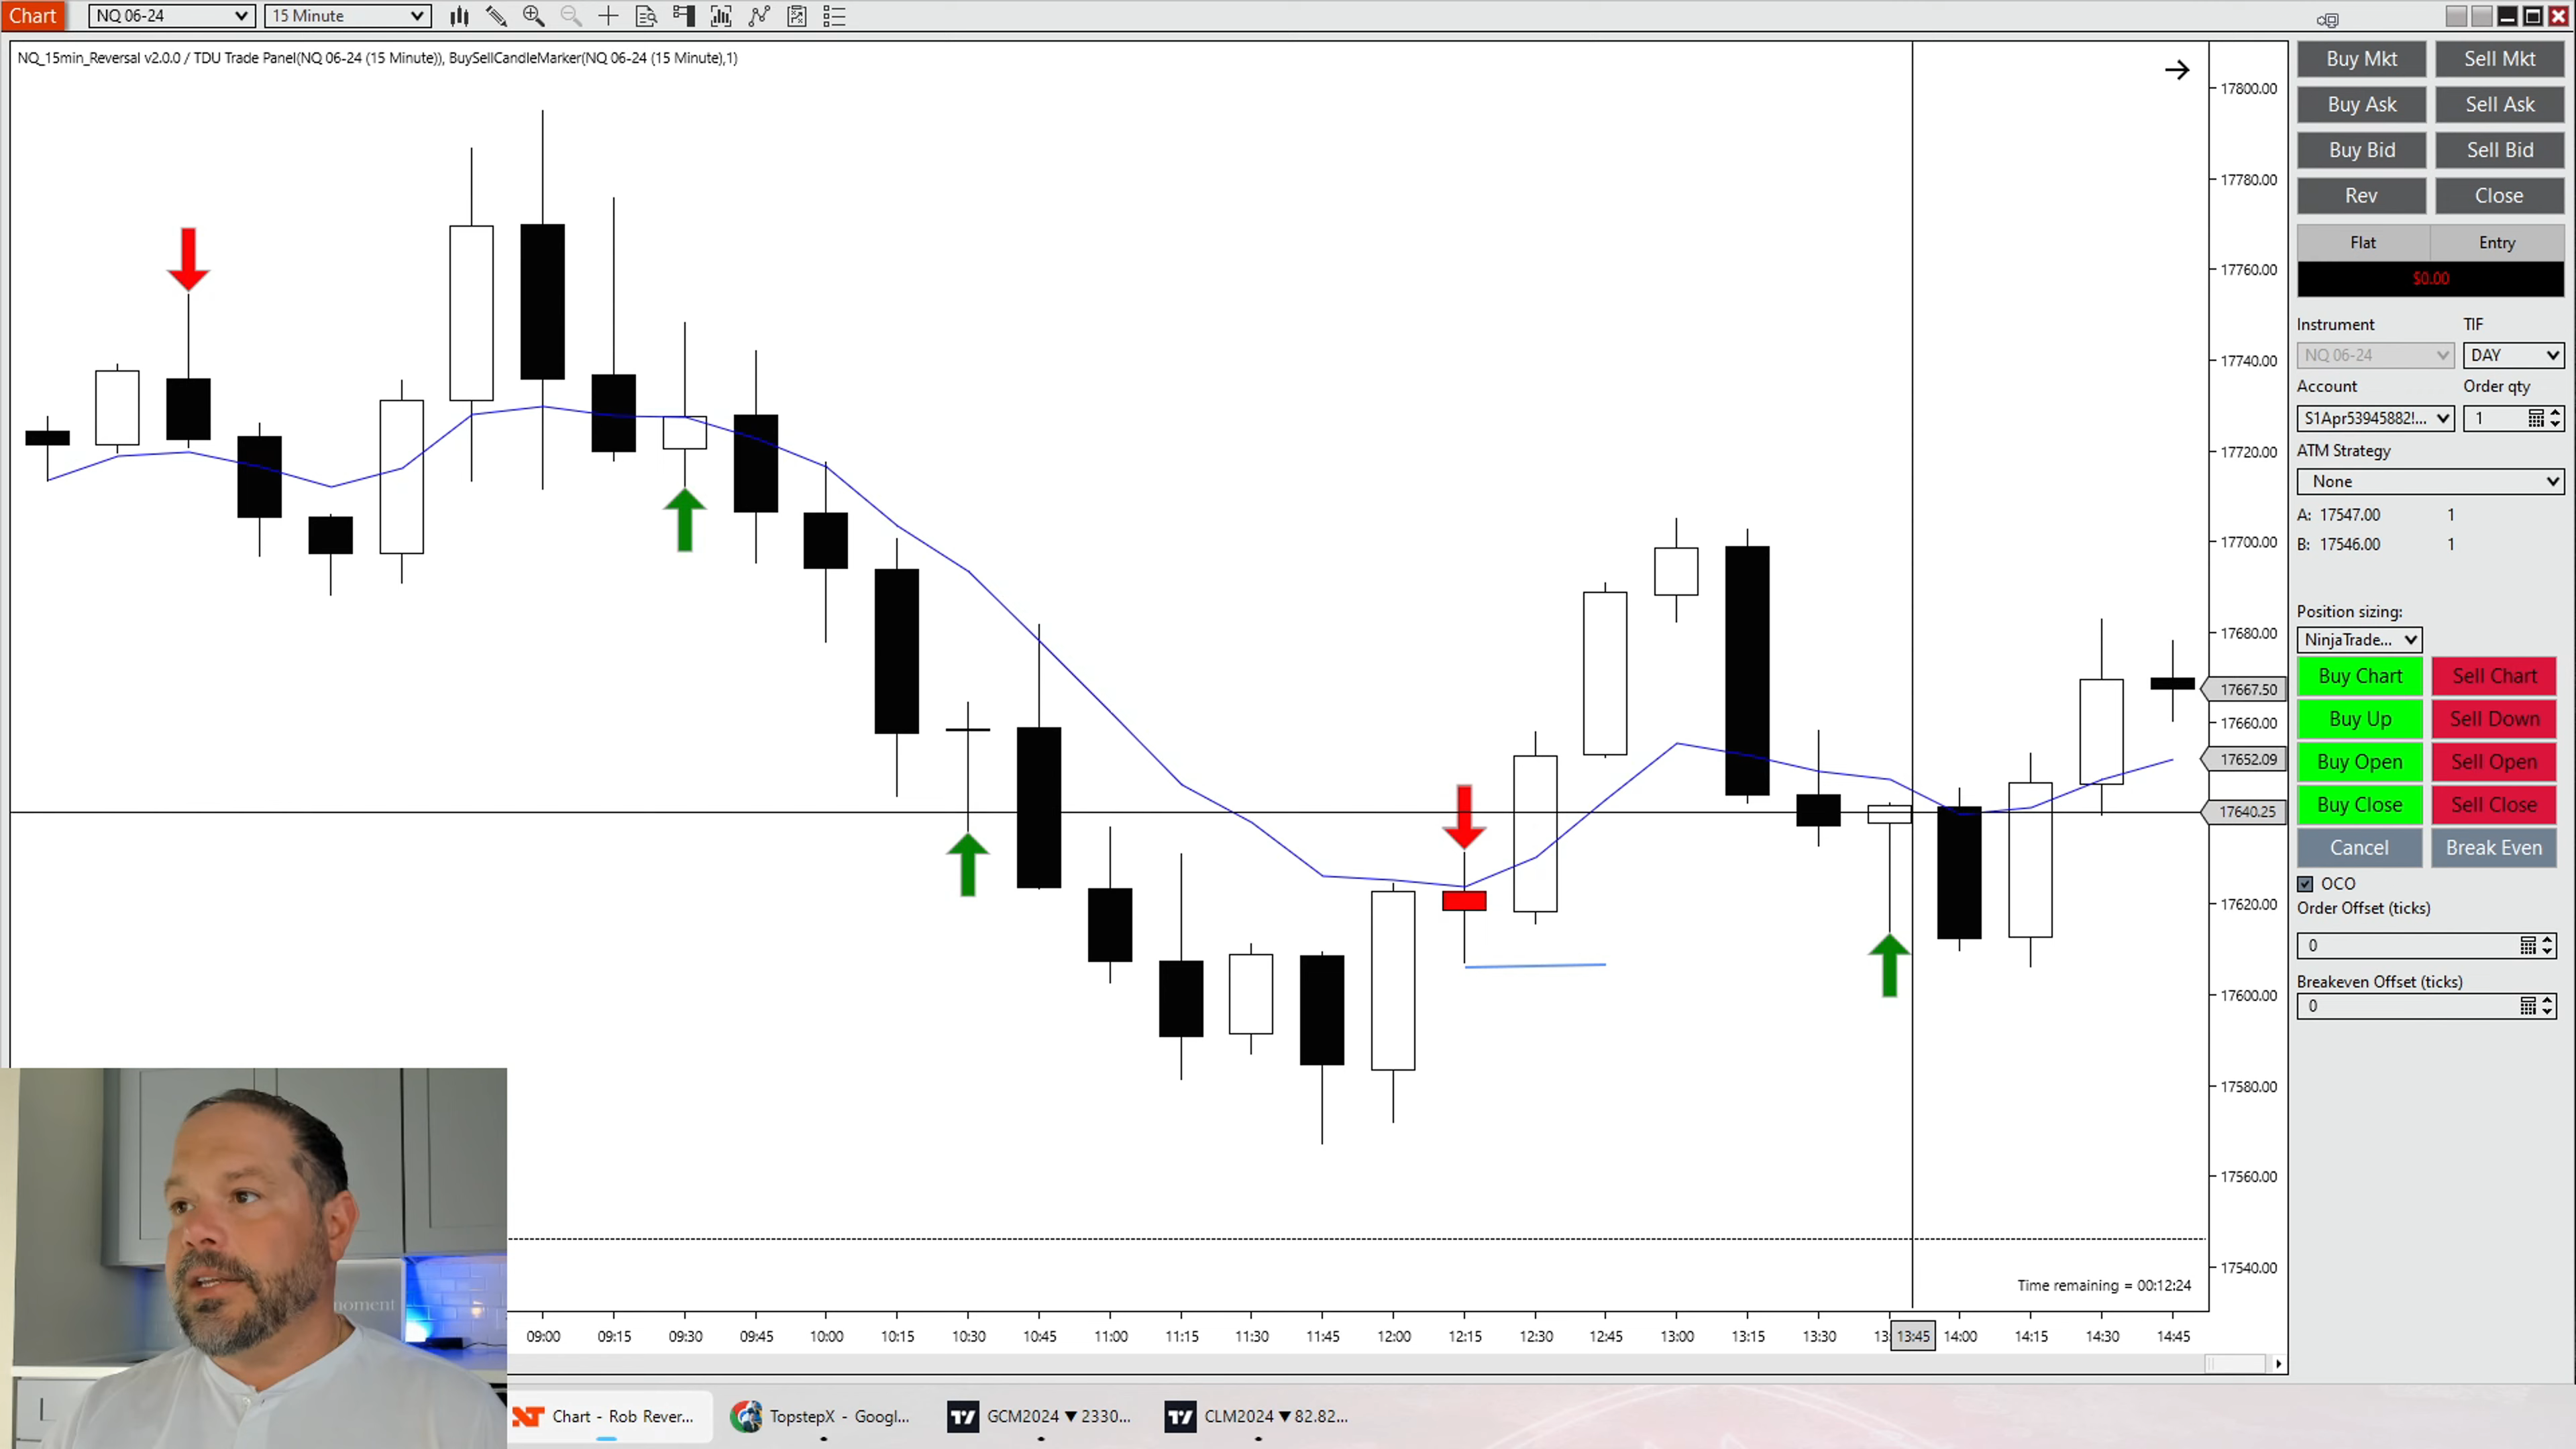 Chart NQ 06-24 15 Minute
NQ_15min_Reversal v2.0.0 / TDU Trade Panel(NQ 06-24 (15 Minute)), BuySellCandleMarker(NQ 06-24 (15 Minute),1)
17800.00
17780.00
17760.00
17740.00
17720.00
17700.00
17680.00
17667.50
17660.00
17652.09
17640.25
17620.00
17600.00
17580.00
17560.00
17540.00
Time remaining = 00:12:24
09:00 09:15 09:30 09:45 10:00 10:15 10:30 10:45 11:00 11:15 11:30 11:45 12:00 12:15 12:30 12:45 13:00 13:15 13:30 13: 13:45 14:00 14:15 14:30 14:45
Buy Mkt Sell Mkt
Buy Ask Sell Ask
Buy Bid Sell Bid
Rev Close
Flat Entry
$0.00
Instrument TIF
NQ 06-24 DAY
Account Order qty
S1Apr53945882!... 1
ATM Strategy
None
A: 17547.00 1
B: 17546.00 1
Position sizing:
NinjaTrade...
Buy Chart Sell Chart
Buy Up Sell Down
Buy Open Sell Open
Buy Close Sell Close
Cancel Break Even
OCO
Order Offset (ticks)
0
Breakeven Offset (ticks)
0
moment
Chart - Rob Rever... TopstepX - Googl... GCM2024 ▼2330... CLM2024 ▼82.82...